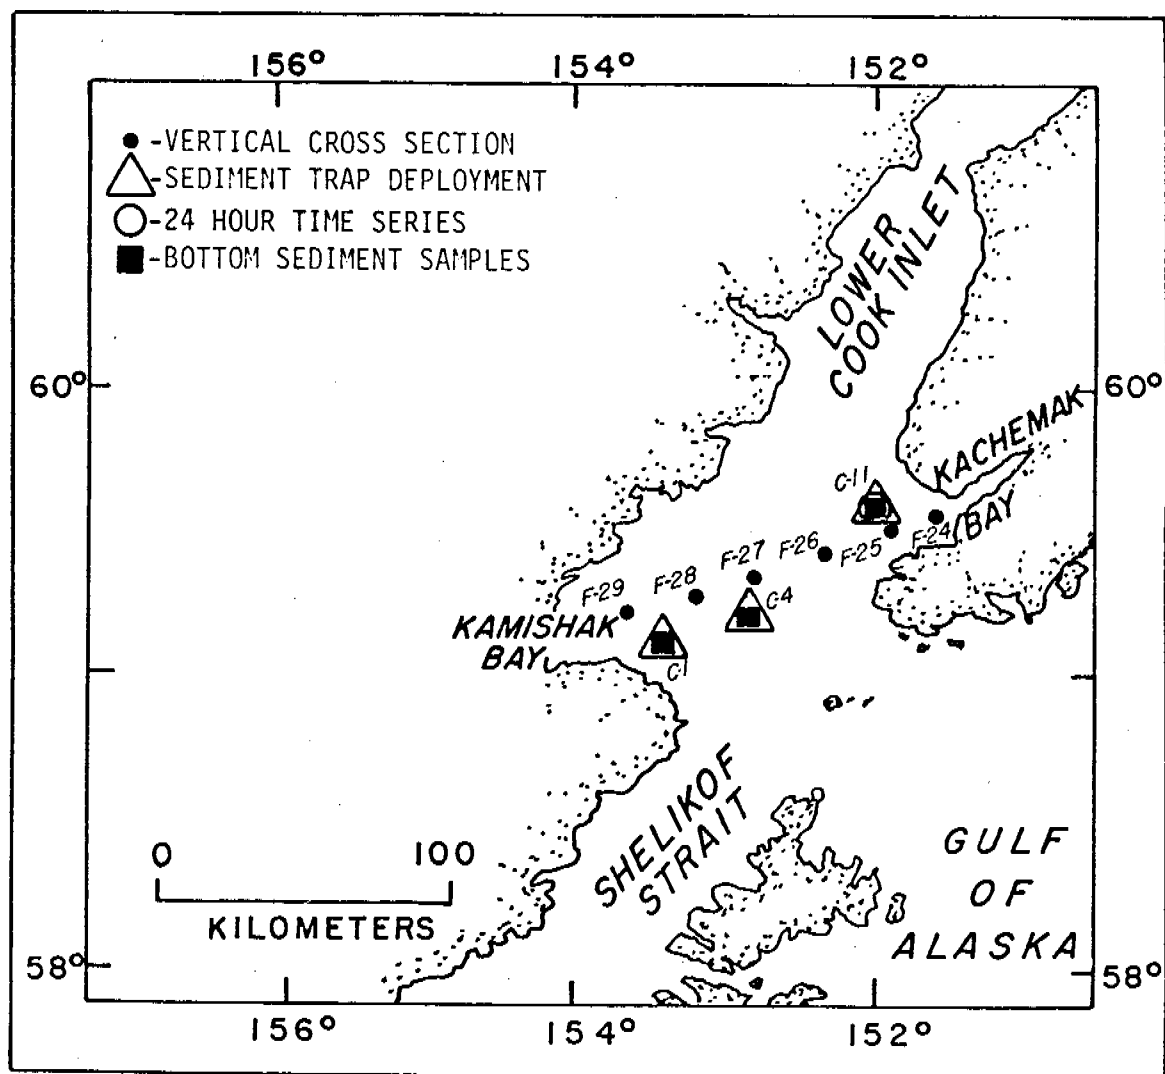 156° 154° 152°
-VERTICAL CROSS SECTION
-SEDIMENT TRAP DEPLOYMENT
-24 HOUR TIME SERIES
-BOTTOM SEDIMENT SAMPLES
LOWER
COOK INLET
60° 60°
KACHEMAK
BAY
C-11
F-24
F-25
F-26
F-27
F-28
F-29
C-4
C-1
KAMISHAK
BAY
SHELIKOF
STRAIT
GULF
OF
ALASKA
0 100
KILOMETERS
58° 58°
156° 154° 152°